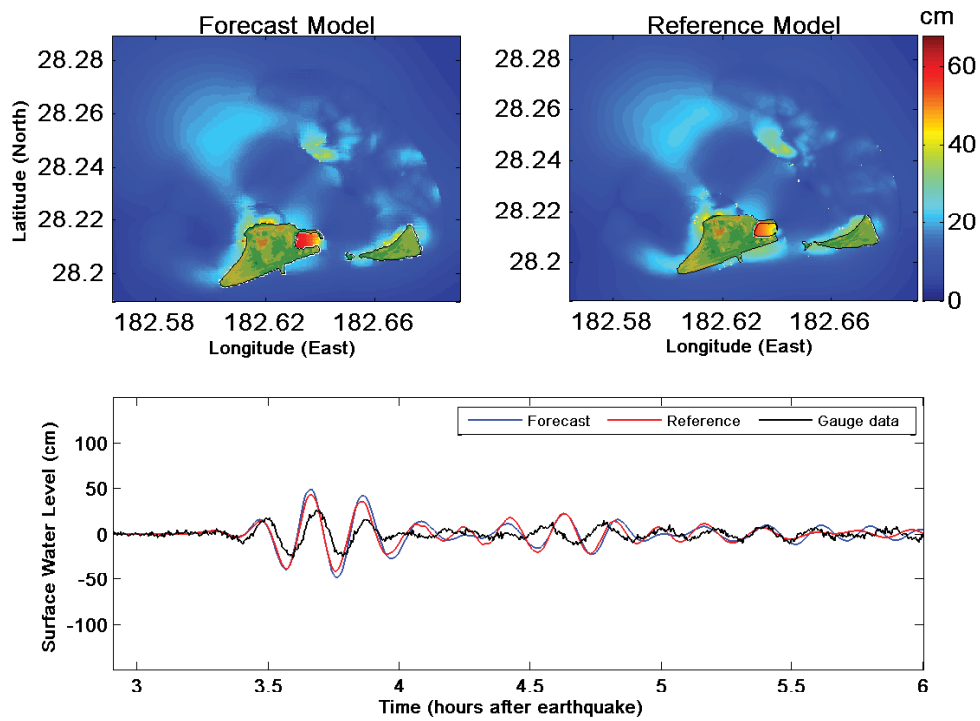 Forecast Model
Reference Model
cm
28.28
28.26
28.24
28.22
28.2
Latitude (North)
182.58
182.62
182.66
Longitude (East)
28.28
28.26
28.24
28.22
28.2
182.58
182.62
182.66
Longitude (East)
60
40
20
0
Forecast
Reference
Gauge data
Surface Water Level (cm)
100
50
0
-50
-100
3
3.5
4
4.5
5
5.5
6
Time (hours after earthquake)